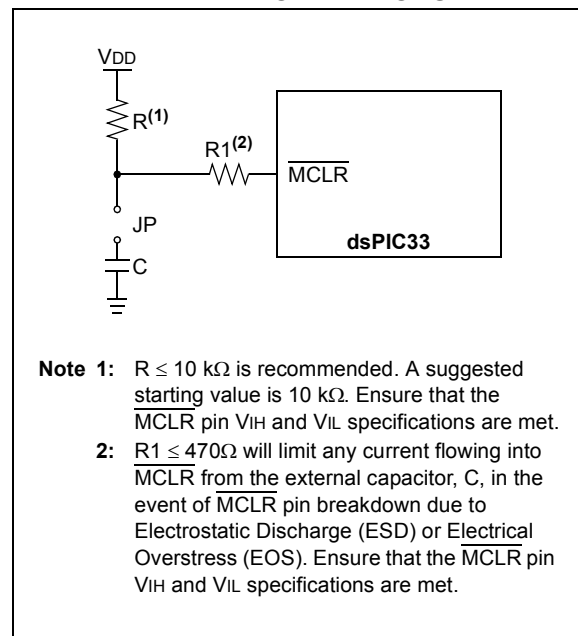 VDD
R(1)
R1(2)
MCLR
JP
dsPIC33
C
Note 1: R ≤ 10 kΩ is recommended. A suggested
starting value is 10 kΩ. Ensure that the
MCLR pin VIH and VIL specifications are met.
2: R1 ≤ 470Ω will limit any current flowing into
MCLR from the external capacitor, C, in the
event of MCLR pin breakdown due to
Electrostatic Discharge (ESD) or Electrical
Overstress (EOS). Ensure that the MCLR pin
VIH and VIL specifications are met.